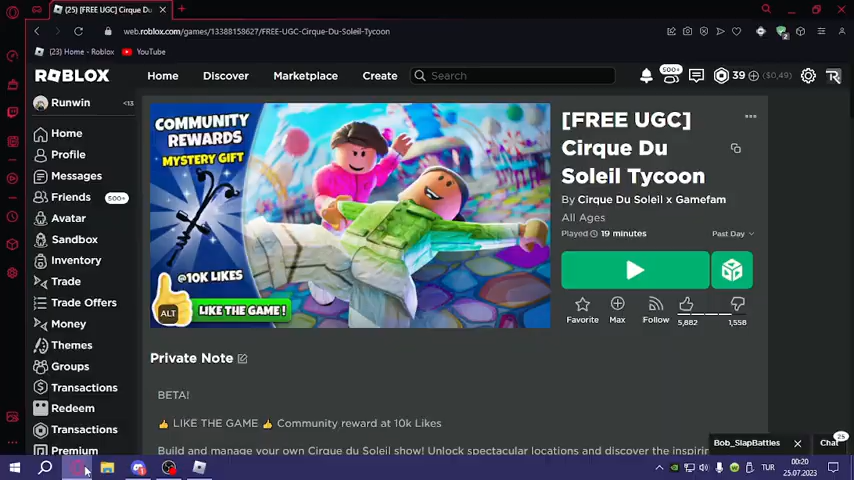 (25) [FREE UGC] Cirque Du
web.roblox.com/games/13388158627/FREE-UGC-Cirque-Du-Soleil-Tycoon
(23) Home - Roblox
YouTube
ROBLOX
Home
Discover
Marketplace
Create
Search
500+
39
($0,49)
Runwin
<13
Home
Profile
Messages
Friends
500+
Avatar
Sandbox
Inventory
Trade
Trade Offers
Money
Themes
Groups
Transactions
Redeem
Transactions
Premium
COMMUNITY
REWARDS
MYSTERY GIFT
@10K LIKES
ALT
LIKE THE GAME !
[FREE UGC]
Cirque Du
Soleil Tycoon
By Cirque Du Soleil x Gamefam
All Ages
Played 19 minutes
Past Day
Favorite
Max
Follow
5,882
1,558
Private Note
BETA!
👍 LIKE THE GAME 👍 Community reward at 10k Likes
Build and manage your own Cirque du Soleil show! Unlock spectacular locations and discover the inspiring
Bob_SlapBattles
Chat
25
TUR
00:20
25.07.2023